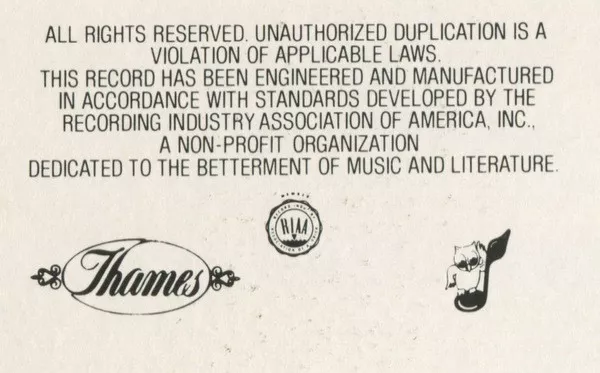 ALL RIGHTS RESERVED. UNAUTHORIZED DUPLICATION IS A
VIOLATION OF APPLICABLE LAWS.
THIS RECORD HAS BEEN ENGINEERED AND MANUFACTURED
IN ACCORDANCE WITH STANDARDS DEVELOPED BY THE
RECORDING INDUSTRY ASSOCIATION OF AMERICA, INC.,
A NON-PROFIT ORGANIZATION
DEDICATED TO THE BETTERMENT OF MUSIC AND LITERATURE.
MEMBER
RIAA
Thames